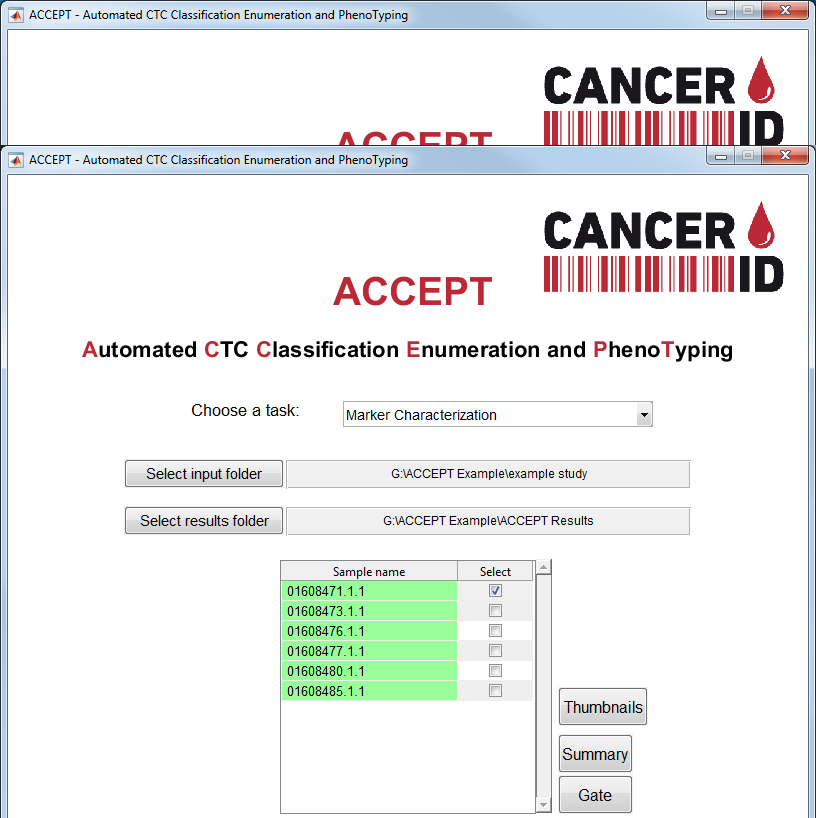 ACCEPT - Automated CTC Classification Enumeration and PhenoTyping
CANCER
ID
ACCEPT
ACCEPT - Automated CTC Classification Enumeration and PhenoTyping
CANCER
ID
ACCEPT
Automated CTC Classification Enumeration and PhenoTyping
Choose a task: Marker Characterization
Select input folder G:\ACCEPT Example\example study
Select results folder G:\ACCEPT Example\ACCEPT Results
Sample name Select
01608471.1.1
01608473.1.1
01608476.1.1
01608477.1.1
01608480.1.1
01608485.1.1
Thumbnails
Summary
Gate